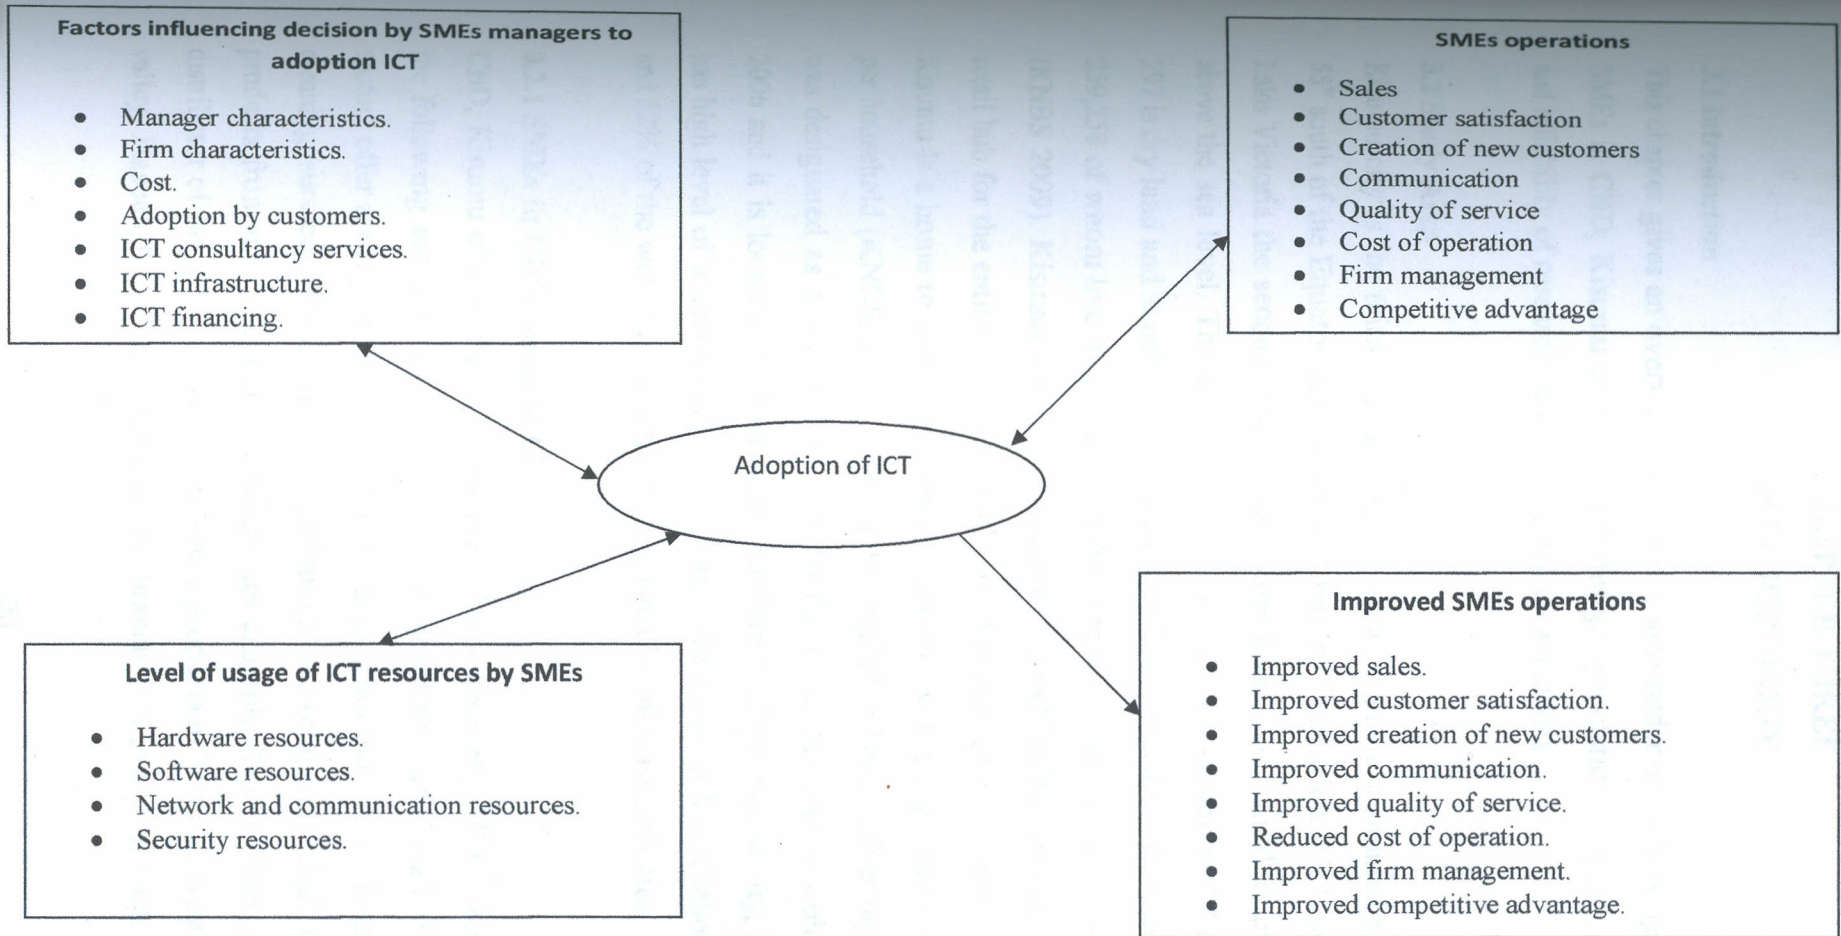 Factors influencing decision by SMEs managers to
adoption ICT
• Manager characteristics.
• Firm characteristics.
• Cost.
• Adoption by customers.
• ICT consultancy services.
• ICT infrastructure.
• ICT financing.
SMEs operations
• Sales
• Customer satisfaction
• Creation of new customers
• Communication
• Quality of service
• Cost of operation
• Firm management
• Competitive advantage
Adoption of ICT
Level of usage of ICT resources by SMEs
• Hardware resources.
• Software resources.
• Network and communication resources.
• Security resources.
Improved SMEs operations
• Improved sales.
• Improved customer satisfaction.
• Improved creation of new customers.
• Improved communication.
• Improved quality of service.
• Reduced cost of operation.
• Improved firm management.
• Improved competitive advantage.